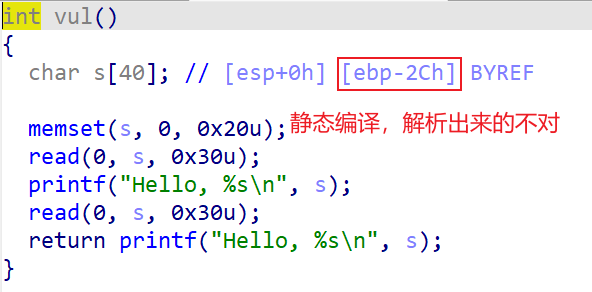 int vul()
{
  char s[40]; // [esp+0h] [ebp-2Ch] BYREF
  memset(s, 0, 0x20u); 静态编译，解析出来的不对
  read(0, s, 0x30u);
  printf("Hello, %s\n", s);
  read(0, s, 0x30u);
  return printf("Hello, %s\n", s);
}